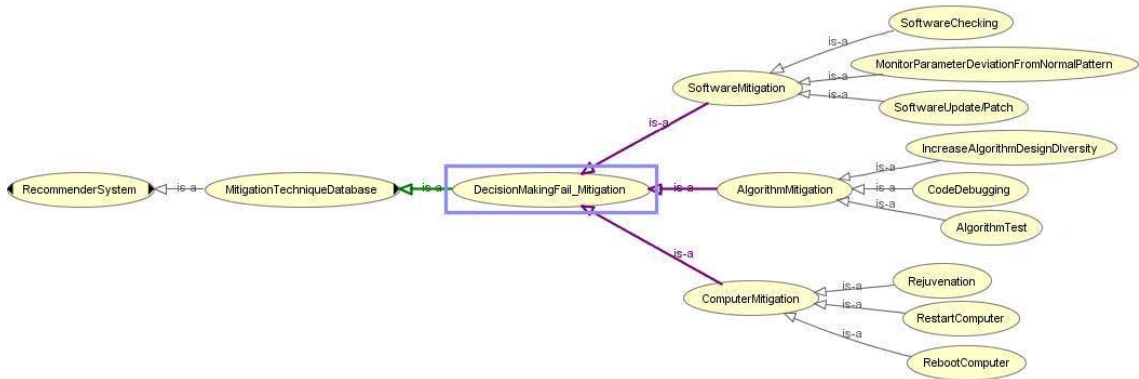 SoftwareChecking
is-a
MonitorParameterDeviationFromNormalPattern
SoftwareMitigation
is-a
is-a
SoftwareUpdate/Patch
is-a
IncreaseAlgorithmDesignDIversity
is-a
RecommenderSystem
is-a
MitigationTechniqueDatabase
is-a
DecisionMakingFail_Mitigation
is-a
AlgorithmMitigation
is-a
CodeDebugging
is-a
AlgorithmTest
is-a
Rejuvenation
is-a
ComputerMitigation
is-a
RestartComputer
is-a
RebootComputer